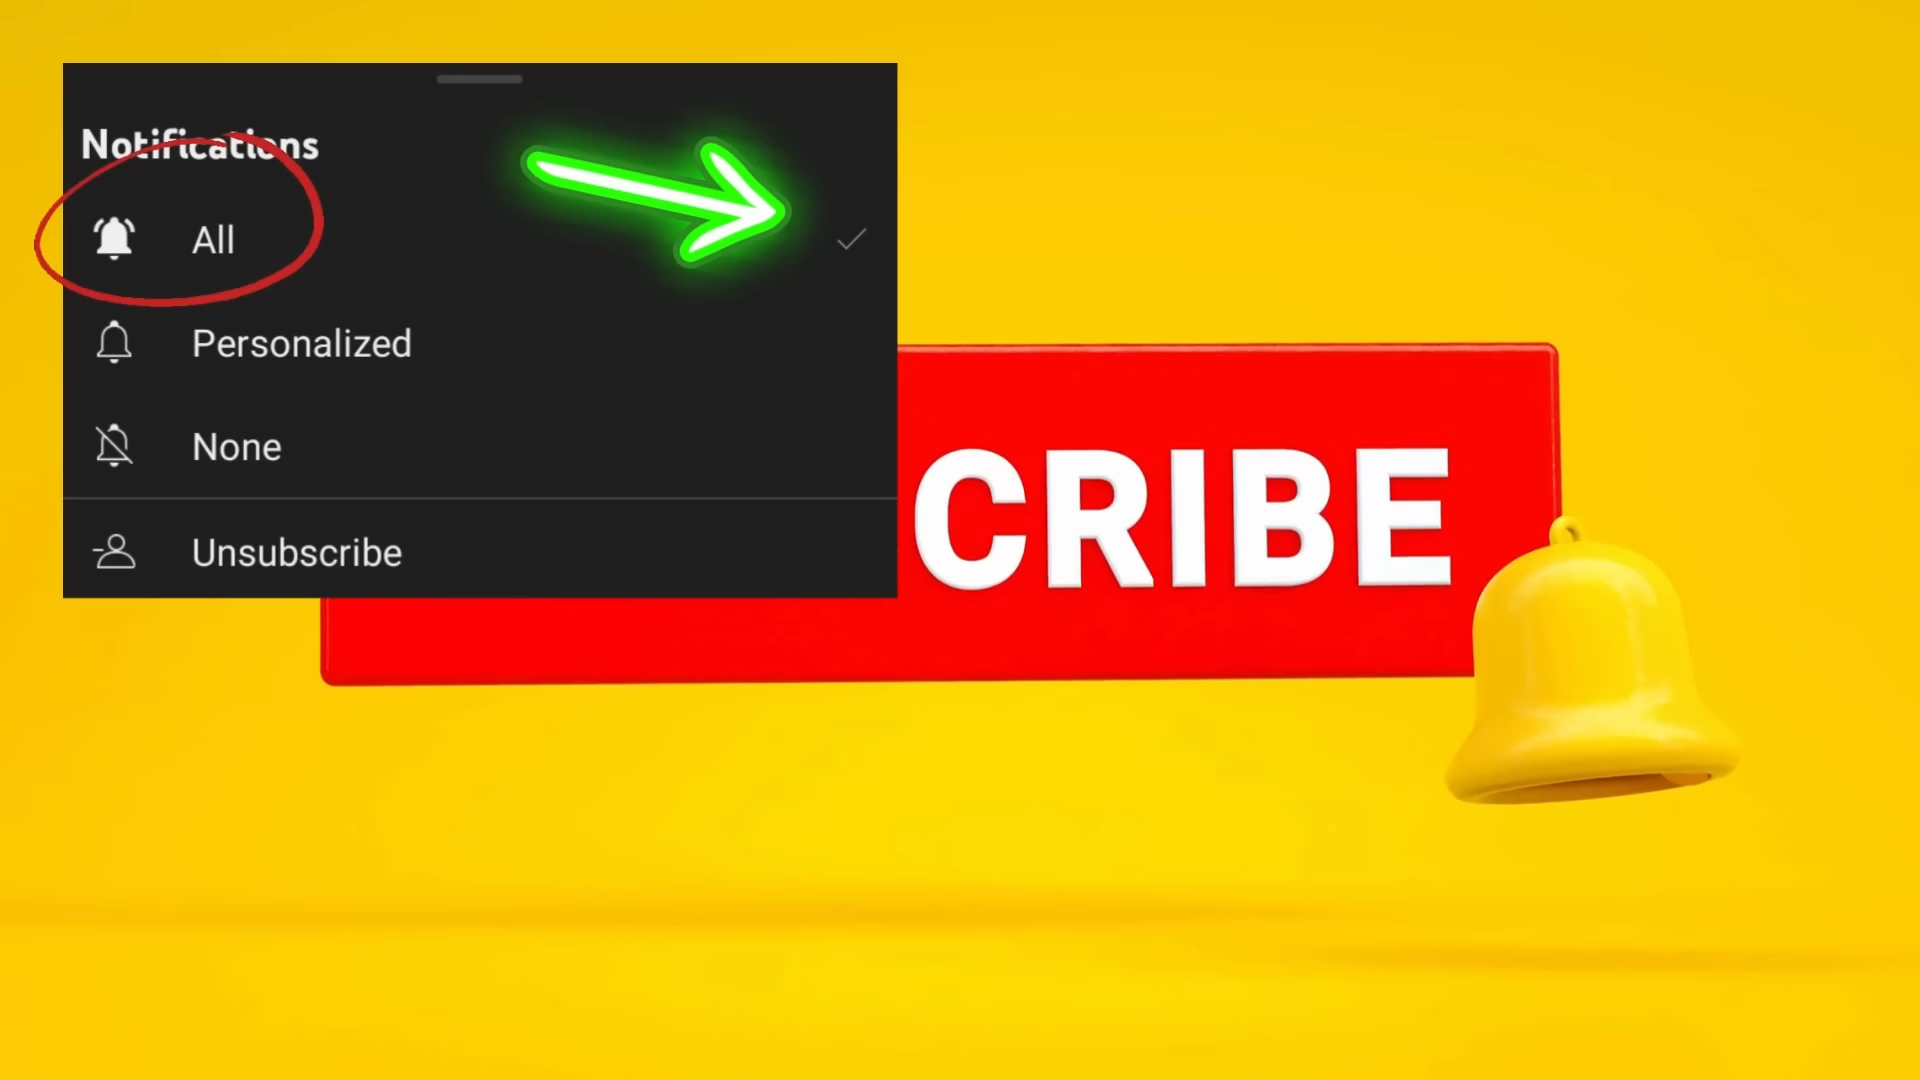 Notifications
All
Personalized
None
Unsubscribe
CRIBE